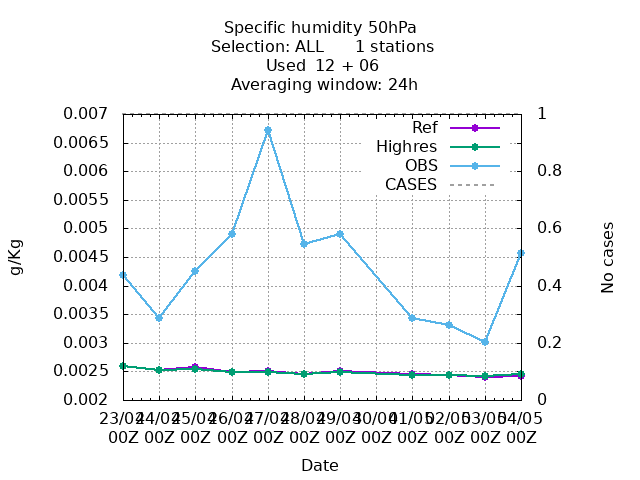 Specific humidity 50hPa
Selection: ALL 1 stations
Used 12 + 06
Averaging window: 24h
0.007
0.0065
0.006
0.0055
0.005
0.0045
0.004
0.0035
0.003
0.0025
0.002
1
0.8
0.6
0.4
0.2
0
g/Kg
No cases
Ref
Highres
OBS
CASES
23/04 24/04 25/04 26/04 27/04 28/04 29/04 30/04 01/05 02/05 03/05 04/05
00Z 00Z 00Z 00Z 00Z 00Z 00Z 00Z 00Z 00Z 00Z 00Z
Date